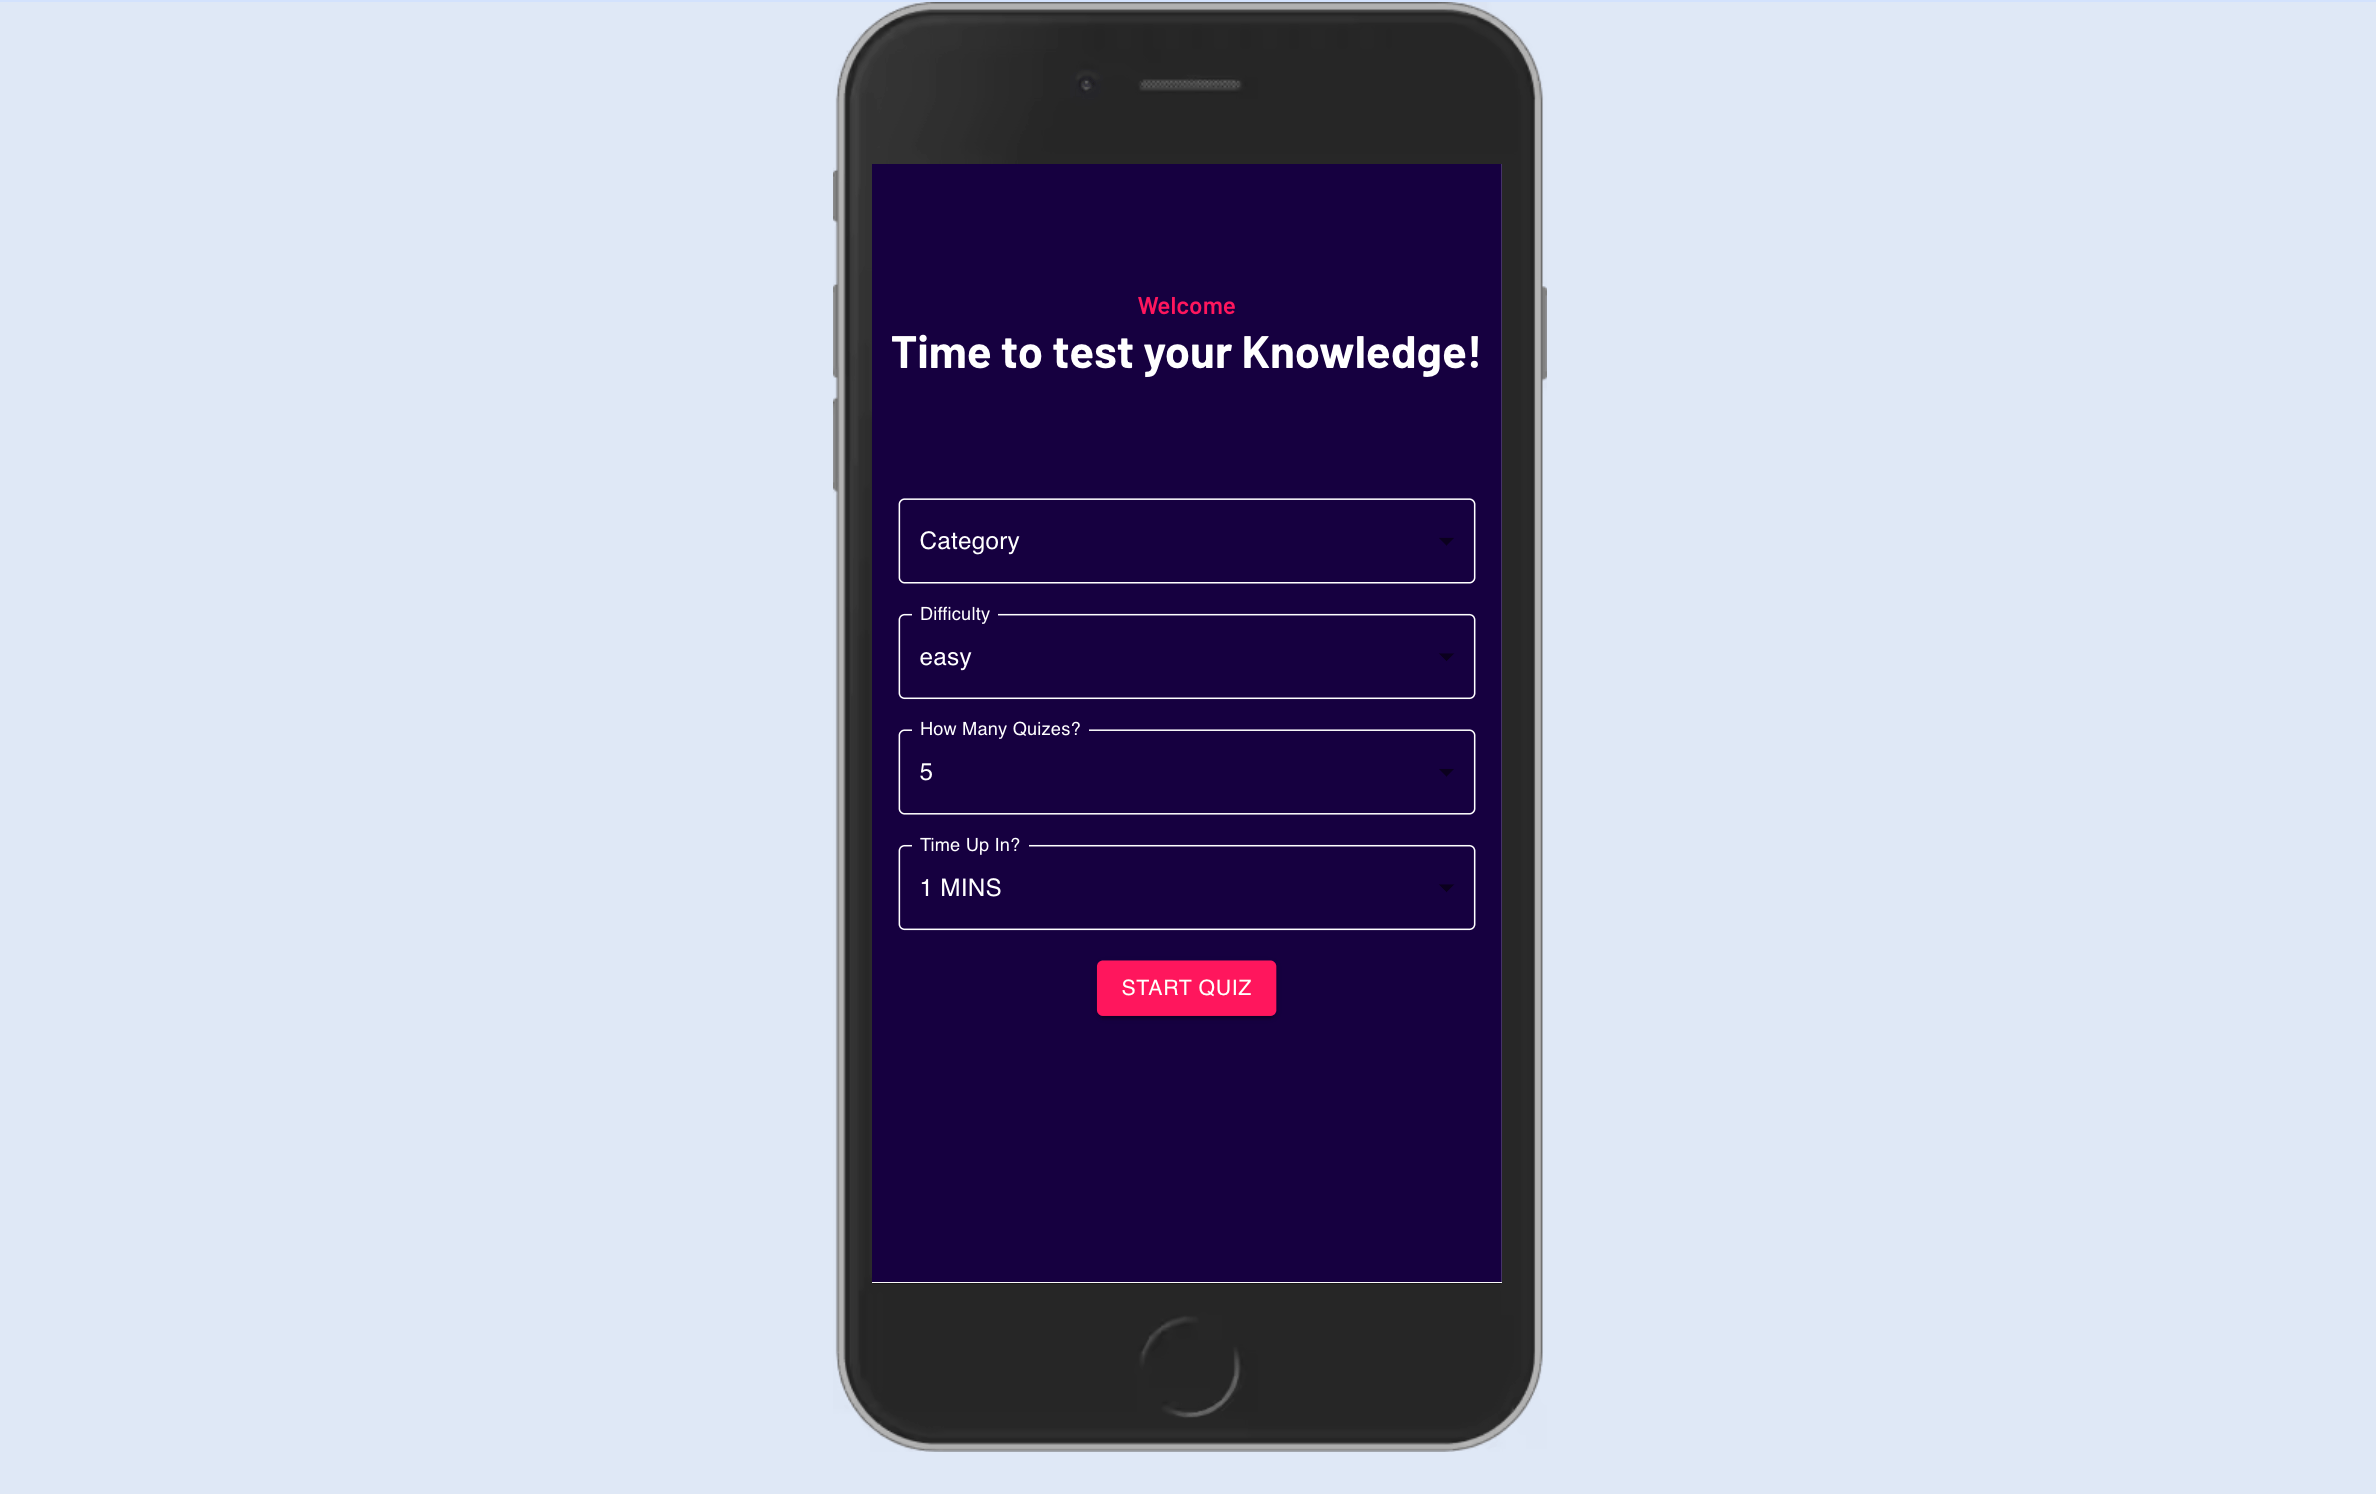 Welcome
Time to test your Knowledge!
Category
Difficulty
easy
How Many Quizes?
5
Time Up In?
1 MINS
START QUIZ